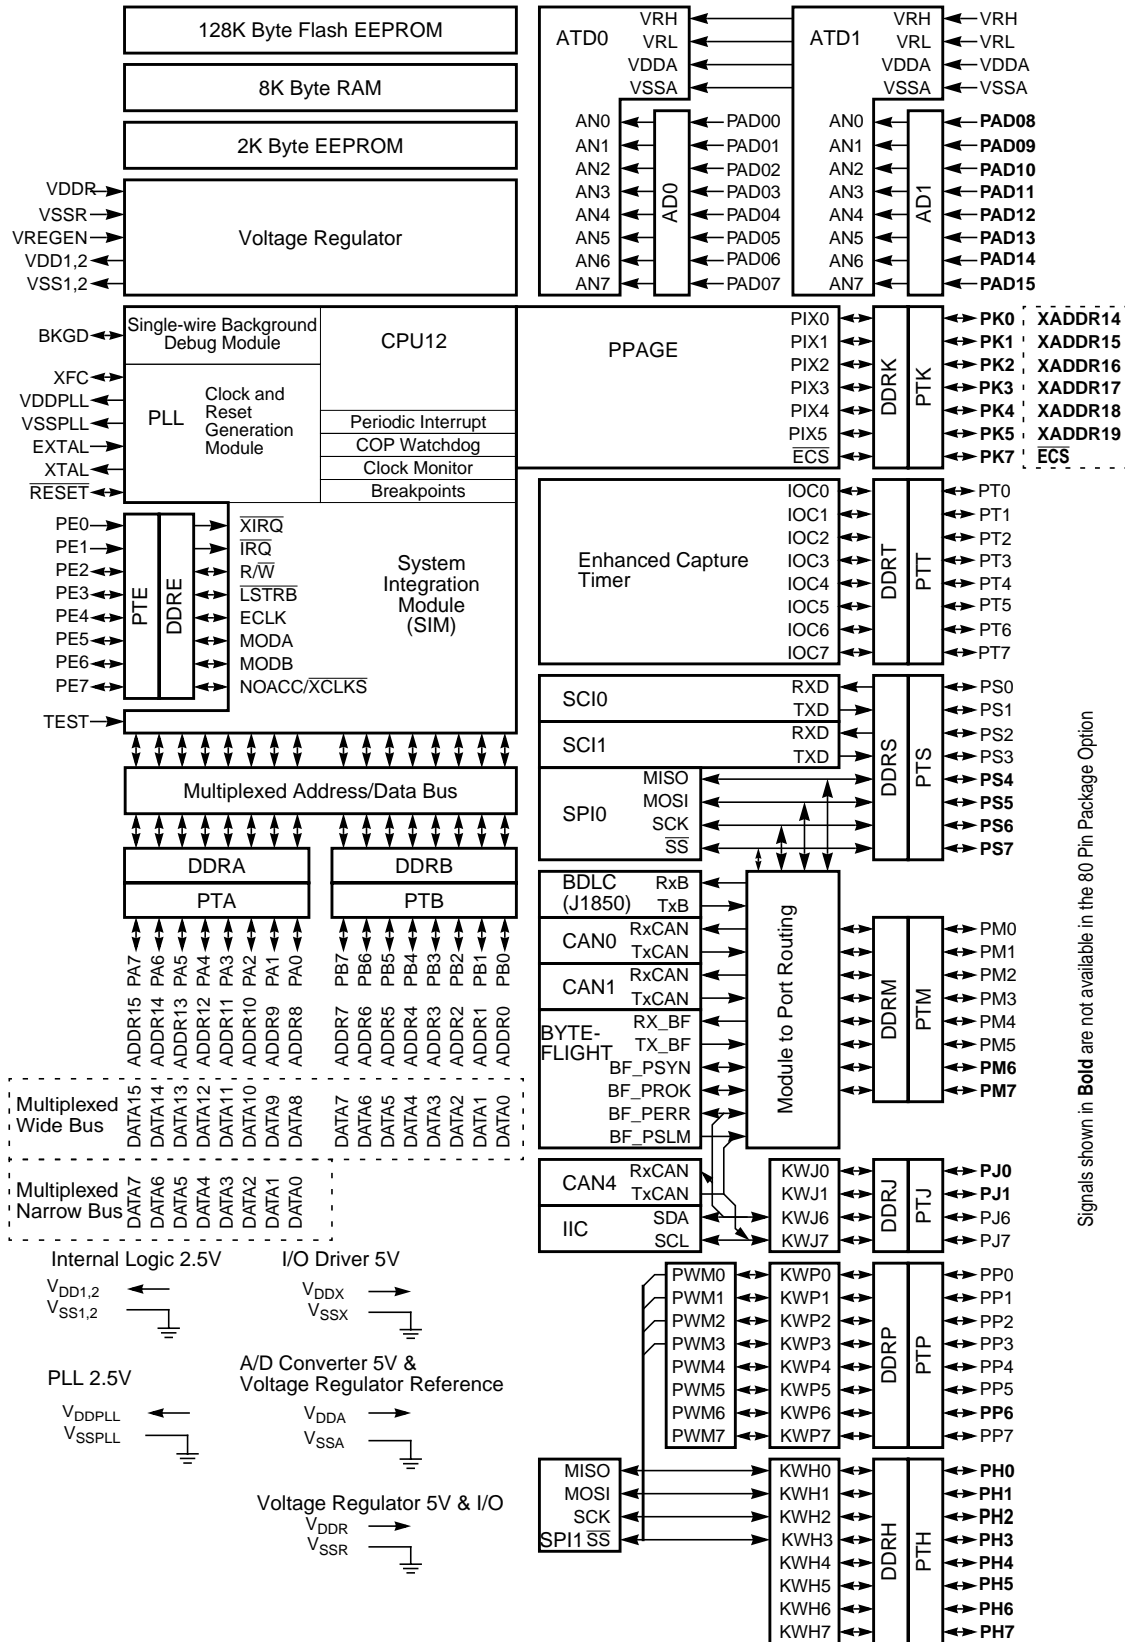 128K Byte Flash EEPROM
8K Byte RAM
2K Byte EEPROM
VDDR
VSSR
VREGEN
VDD1,2
VSS1,2
Voltage Regulator
ATD0
VRH
VRL
VDDA
VSSA
AN0
AN1
AN2
AN3
AN4
AN5
AN6
AN7
AD0
PAD00
PAD01
PAD02
PAD03
PAD04
PAD05
PAD06
PAD07
ATD1
VRH
VRL
VDDA
VSSA
VRH
VRL
VDDA
VSSA
AN0
AN1
AN2
AN3
AN4
AN5
AN6
AN7
AD1
PAD08
PAD09
PAD10
PAD11
PAD12
PAD13
PAD14
PAD15
BKGD
XFC
VDDPLL
VSSPLL
EXTAL
XTAL
RESET
Single-wire Background
Debug Module
CPU12
PLL
Clock and
Reset
Generation
Module
Periodic Interrupt
COP Watchdog
Clock Monitor
Breakpoints
PPAGE
PIX0
PIX1
PIX2
PIX3
PIX4
PIX5
ECS
DDRK
PTK
PK0
PK1
PK2
PK3
PK4
PK5
PK7
XADDR14
XADDR15
XADDR16
XADDR17
XADDR18
XADDR19
ECS
PE0
PE1
PE2
PE3
PE4
PE5
PE6
PE7
TEST
PTE
DDRE
XIRQ
IRQ
R/W
LSTRB
ECLK
MODA
MODB
NOACC/XCLKS
System
Integration
Module
(SIM)
Enhanced Capture
Timer
IOC0
IOC1
IOC2
IOC3
IOC4
IOC5
IOC6
IOC7
DDRT
PTT
PT0
PT1
PT2
PT3
PT4
PT5
PT6
PT7
SCI0
RXD
TXD
SCI1
RXD
TXD
SPI0
MISO
MOSI
SCK
SS
DDRS
PTS
PS0
PS1
PS2
PS3
PS4
PS5
PS6
PS7
Multiplexed Address/Data Bus
DDRA
DDRB
PTA
PTB
PA7
PA6
PA5
PA4
PA3
PA2
PA1
PA0
PB7
PB6
PB5
PB4
PB3
PB2
PB1
PB0
ADDR15
ADDR14
ADDR13
ADDR12
ADDR11
ADDR10
ADDR9
ADDR8
ADDR7
ADDR6
ADDR5
ADDR4
ADDR3
ADDR2
ADDR1
ADDR0
Multiplexed
Wide Bus
DATA15
DATA14
DATA13
DATA12
DATA11
DATA10
DATA9
DATA8
DATA7
DATA6
DATA5
DATA4
DATA3
DATA2
DATA1
DATA0
Multiplexed
Narrow Bus
DATA7
DATA6
DATA5
DATA4
DATA3
DATA2
DATA1
DATA0
BDLC
(J1850)
RxB
TxB
CAN0
RxCAN
TxCAN
CAN1
RxCAN
TxCAN
BYTE-
FLIGHT
RX_BF
TX_BF
BF_PSYN
BF_PROK
BF_PERR
BF_PSLM
Module to Port Routing
DDRM
PTM
PM0
PM1
PM2
PM3
PM4
PM5
PM6
PM7
CAN4
RxCAN
TxCAN
IIC
SDA
SCL
KWJ0
KWJ1
KWJ6
KWJ7
DDRJ
PTJ
PJ0
PJ1
PJ6
PJ7
PWM0
PWM1
PWM2
PWM3
PWM4
PWM5
PWM6
PWM7
KWP0
KWP1
KWP2
KWP3
KWP4
KWP5
KWP6
KWP7
DDRP
PTP
PP0
PP1
PP2
PP3
PP4
PP5
PP6
PP7
MISO
MOSI
SCK
SPI1 SS
KWH0
KWH1
KWH2
KWH3
KWH4
KWH5
KWH6
KWH7
DDRH
PTH
PH0
PH1
PH2
PH3
PH4
PH5
PH6
PH7
Internal Logic 2.5V
VDD1,2
VSS1,2
I/O Driver 5V
VDDX
VSSX
PLL 2.5V
VDDPLL
VSSPLL
A/D Converter 5V &
Voltage Regulator Reference
VDDA
VSSA
Voltage Regulator 5V & I/O
VDDR
VSSR
Signals shown in Bold are not available in the 80 Pin Package Option